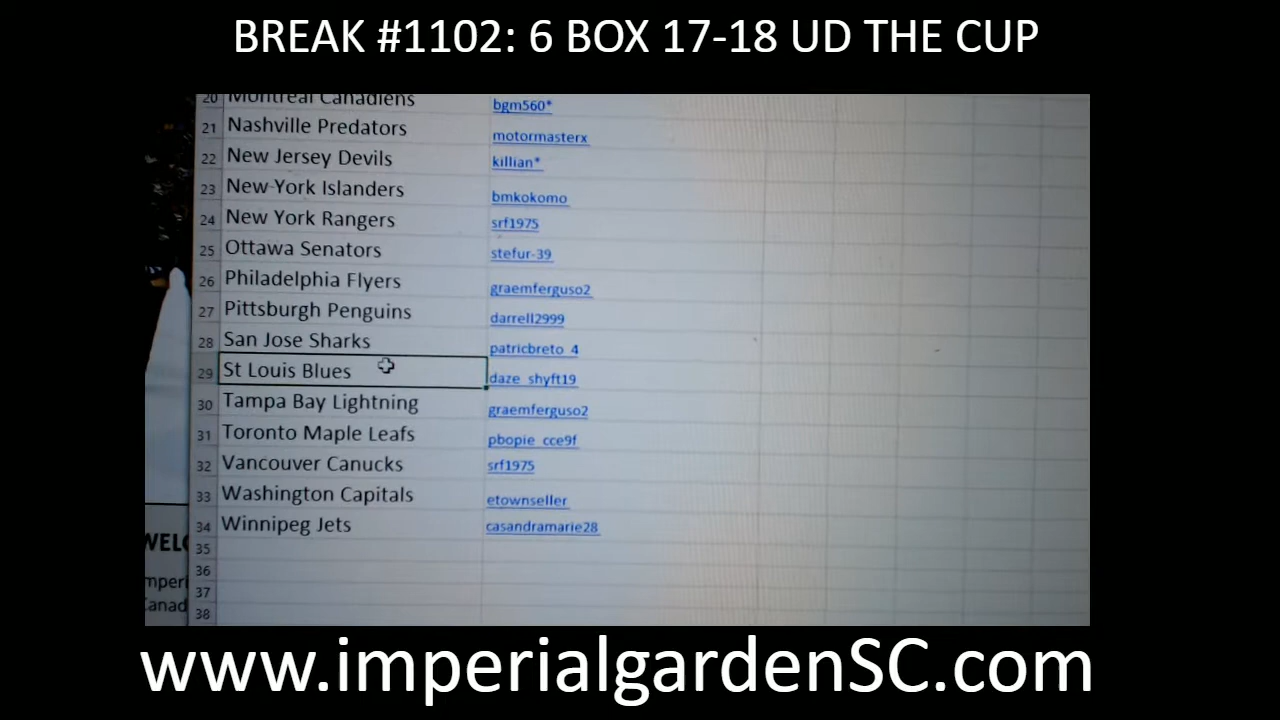 BREAK #1102: 6 BOX 17-18 UD THE CUP
20 Montreal Canadiens bgm560*
21 Nashville Predators motormasterx
22 New Jersey Devils killian*
23 New York Islanders bmkokomo
24 New York Rangers srf1975
25 Ottawa Senators stefur-39
26 Philadelphia Flyers graemferguso2
27 Pittsburgh Penguins darrell2999
28 San Jose Sharks patricbreto_4
29 St Louis Blues daze_shyft19
30 Tampa Bay Lightning graemferguso2
31 Toronto Maple Leafs pbopie_cce9f
32 Vancouver Canucks srf1975
33 Washington Capitals etownseller
34 Winnipeg Jets casandramarie28
35
36
37
38
www.imperialgardenSC.com